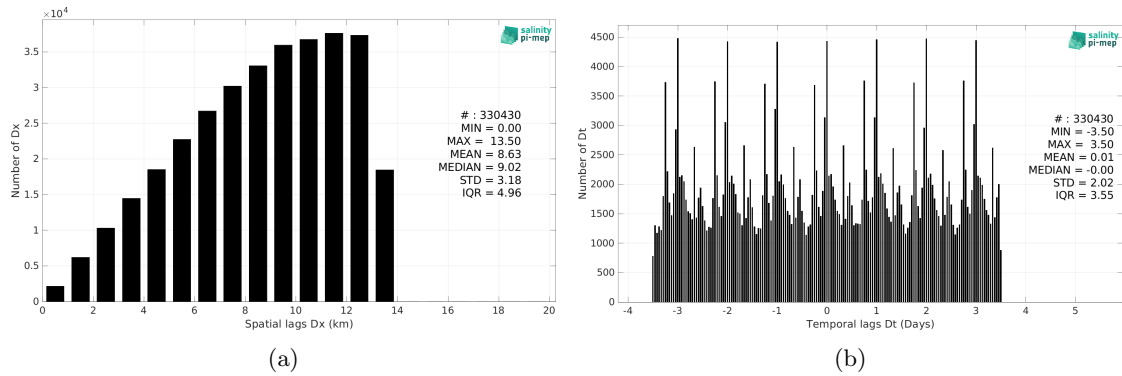 ×10^4
3.5
3
2.5
2
1.5
1
0.5
0
0 2 4 6 8 10 12 14 16 18 20
Number of Dx
Spatial lags Dx (km)
salinity
pi-mep
# : 330430
MIN = 0.00
MAX = 13.50
MEAN = 8.63
MEDIAN = 9.02
STD = 3.18
IQR = 4.96
(a)
4500
4000
3500
3000
2500
2000
1500
1000
500
0
-4 -3 -2 -1 0 1 2 3 4 5
Number of Dt
Temporal lags Dt (Days)
salinity
pi-mep
# : 330430
MIN = -3.50
MAX = 3.50
MEAN = 0.01
MEDIAN = -0.00
STD = 2.02
IQR = 3.55
(b)